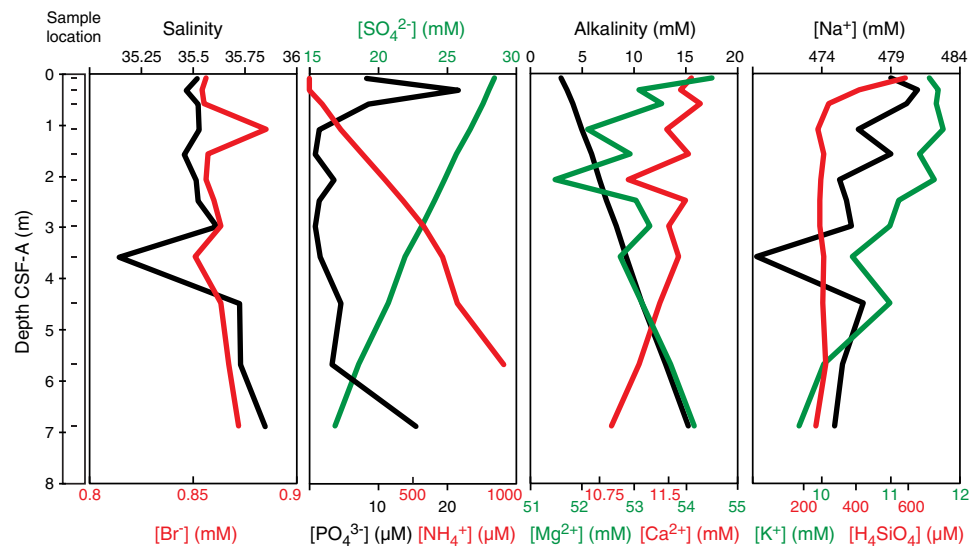 Sample
location
Salinity
35.25 35.5 35.75 36
[SO₄²⁻] (mM)
15 20 25 30
Alkalinity (mM)
0 5 10 15 20
[Na⁺] (mM)
474 479 484
Depth CSF-A (m)
0
1
2
3
4
5
6
7
8
0.8 0.85 0.9
[Br⁻] (mM)
10 500 20 1000
[PO₄³⁻] (µM) [NH₄⁺] (µM)
10.75 11.5
51 52 53 54 55
[Mg²⁺] (mM) [Ca²⁺] (mM)
200 10 400 11 600 12
[K⁺] (mM) [H₄SiO₄] (µM)